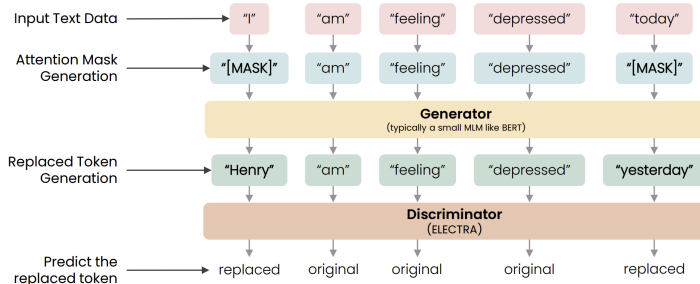 Input Text Data “I” “am” “feeling” “depressed” “today”
Attention Mask
Generation “[MASK]” “am” “feeling” “depressed” “[MASK]”
Generator
(typically a small MLM like BERT)
Replaced Token
Generation “Henry” “am” “feeling” “depressed” “yesterday”
Discriminator
(ELECTRA)
Predict the
replaced token replaced original original original replaced